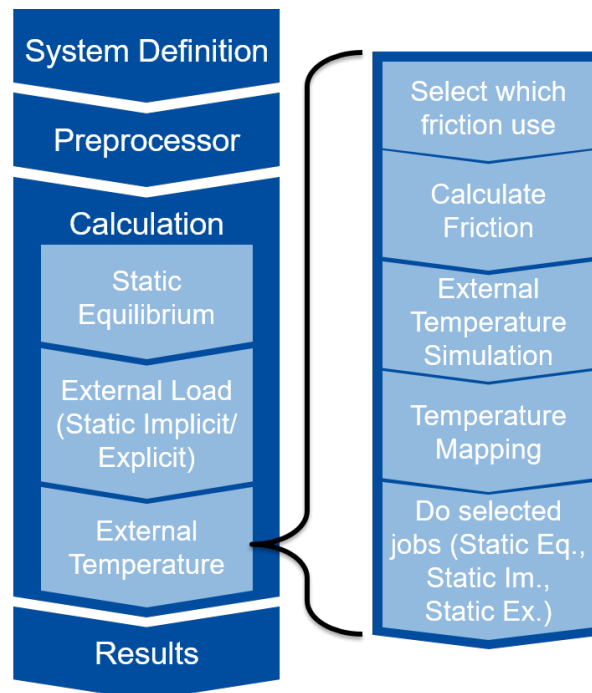 System Definition
Preprocessor
Calculation
Static
Equilibrium
External Load
(Static Implicit/
Explicit)
External
Temperature
Results
Select which
friction use
Calculate
Friction
External
Temperature
Simulation
Temperature
Mapping
Do selected
jobs (Static Eq.,
Static Im.,
Static Ex.)